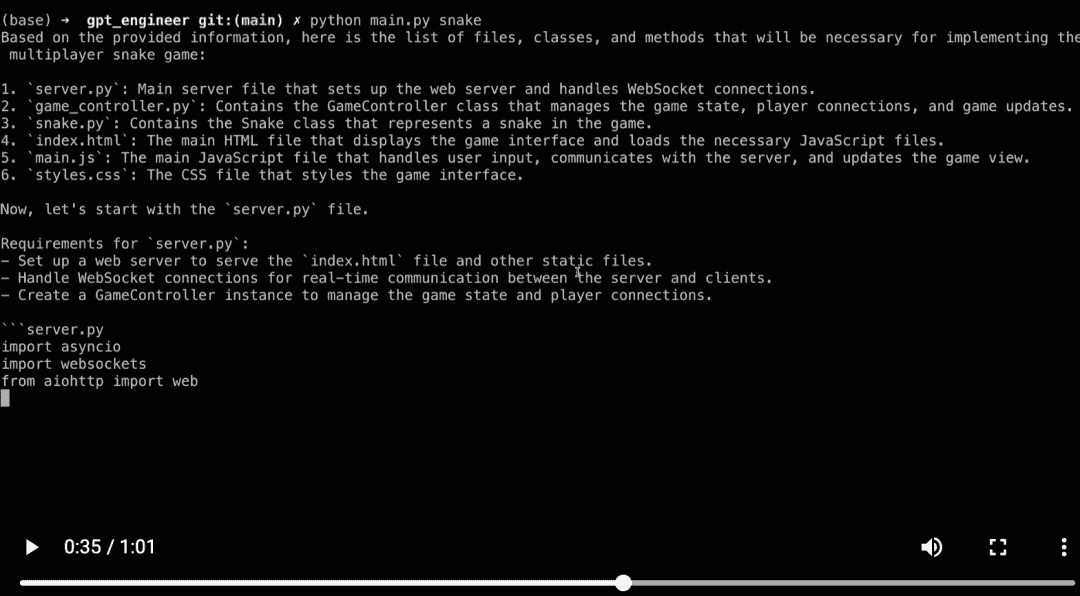 (base) → gpt_engineer git:(main) ✗ python main.py snake
Based on the provided information, here is the list of files, classes, and methods that will be necessary for implementing the
 multiplayer snake game:
1. `server.py`: Main server file that sets up the web server and handles WebSocket connections.
2. `game_controller.py`: Contains the GameController class that manages the game state, player connections, and game updates.
3. `snake.py`: Contains the Snake class that represents a snake in the game.
4. `index.html`: The main HTML file that displays the game interface and loads the necessary JavaScript files.
5. `main.js`: The main JavaScript file that handles user input, communicates with the server, and updates the game view.
6. `styles.css`: The CSS file that styles the game interface.
Now, let's start with the `server.py` file.
Requirements for `server.py`:
- Set up a web server to serve the `index.html` file and other static files.
- Handle WebSocket connections for real-time communication between the server and clients.
- Create a GameController instance to manage the game state and player connections.
```server.py
import asyncio
import websockets
from aiohttp import web
0:35 / 1:01